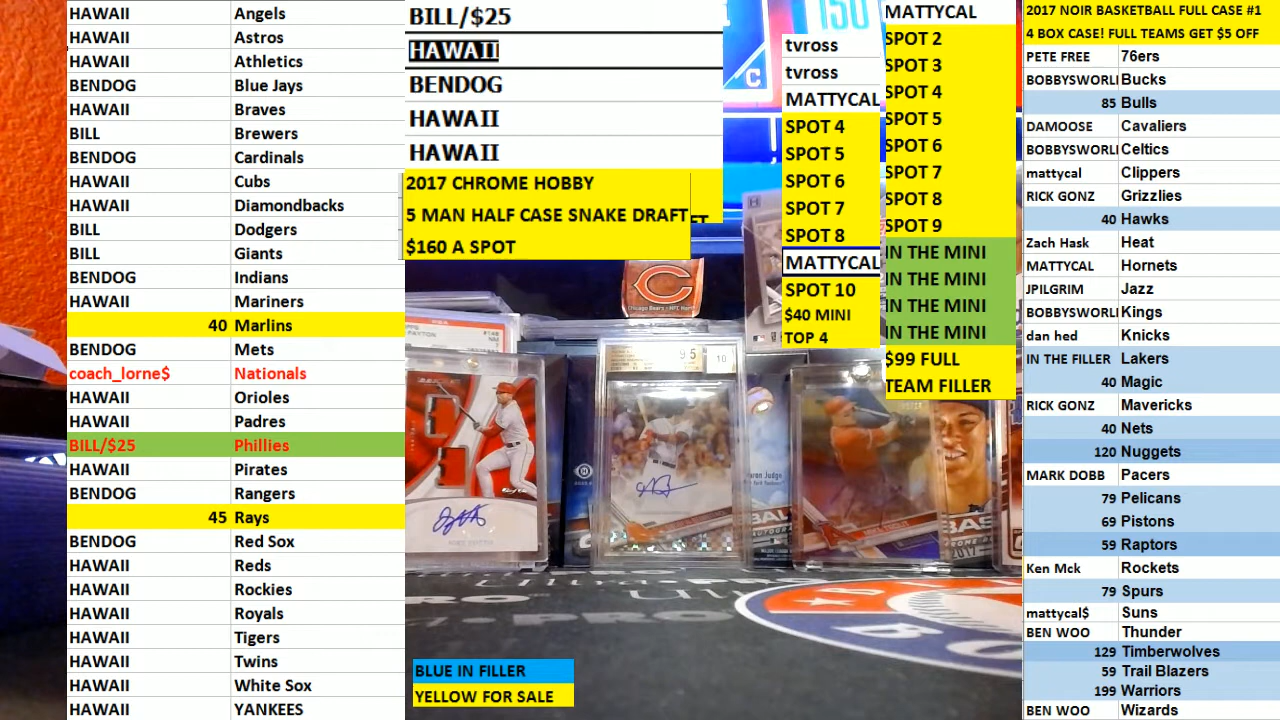 HAWAII Angels
HAWAII Astros
HAWAII Athletics
BENDOG Blue Jays
HAWAII Braves
BILL Brewers
BENDOG Cardinals
HAWAII Cubs
HAWAII Diamondbacks
BILL Dodgers
BILL Giants
BENDOG Indians
HAWAII Mariners
40 Marlins
BENDOG Mets
coach_lorne$ Nationals
HAWAII Orioles
HAWAII Padres
BILL/$25 Phillies
HAWAII Pirates
BENDOG Rangers
45 Rays
BENDOG Red Sox
HAWAII Reds
HAWAII Rockies
HAWAII Royals
HAWAII Tigers
HAWAII Twins
HAWAII White Sox
HAWAII YANKEES
BILL/$25
HAWAII
BENDOG
HAWAII
HAWAII
2017 CHROME HOBBY
5 MAN HALF CASE SNAKE DRAFT
$160 A SPOT
150
C
tvross
tvross
MATTYCAL
SPOT 4
SPOT 5
SPOT 6
SPOT 7
SPOT 8
MATTYCAL
SPOT 10
$40 MINI
TOP 4
MATTYCAL
SPOT 2
SPOT 3
SPOT 4
SPOT 5
SPOT 6
SPOT 7
SPOT 8
SPOT 9
IN THE MINI
IN THE MINI
IN THE MINI
IN THE MINI
$99 FULL
TEAM FILLER
Chicago Bears
9.5
10
Aaron Judge
BLUE IN FILLER
YELLOW FOR SALE
2017 NOIR BASKETBALL FULL CASE #1
4 BOX CASE! FULL TEAMS GET $5 OFF
PETE FREE 76ers
BOBBYSWORL Bucks
85 Bulls
DAMOOSE Cavaliers
BOBBYSWORL Celtics
mattycal Clippers
RICK GONZ Grizzlies
40 Hawks
Zach Hask Heat
MATTYCAL Hornets
JPILGRIM Jazz
BOBBYSWORL Kings
dan hed Knicks
IN THE FILLER Lakers
40 Magic
RICK GONZ Mavericks
40 Nets
120 Nuggets
MARK DOBB Pacers
79 Pelicans
69 Pistons
59 Raptors
Ken Mck Rockets
79 Spurs
mattycal$ Suns
BEN WOO Thunder
129 Timberwolves
59 Trail Blazers
199 Warriors
BEN WOO Wizards